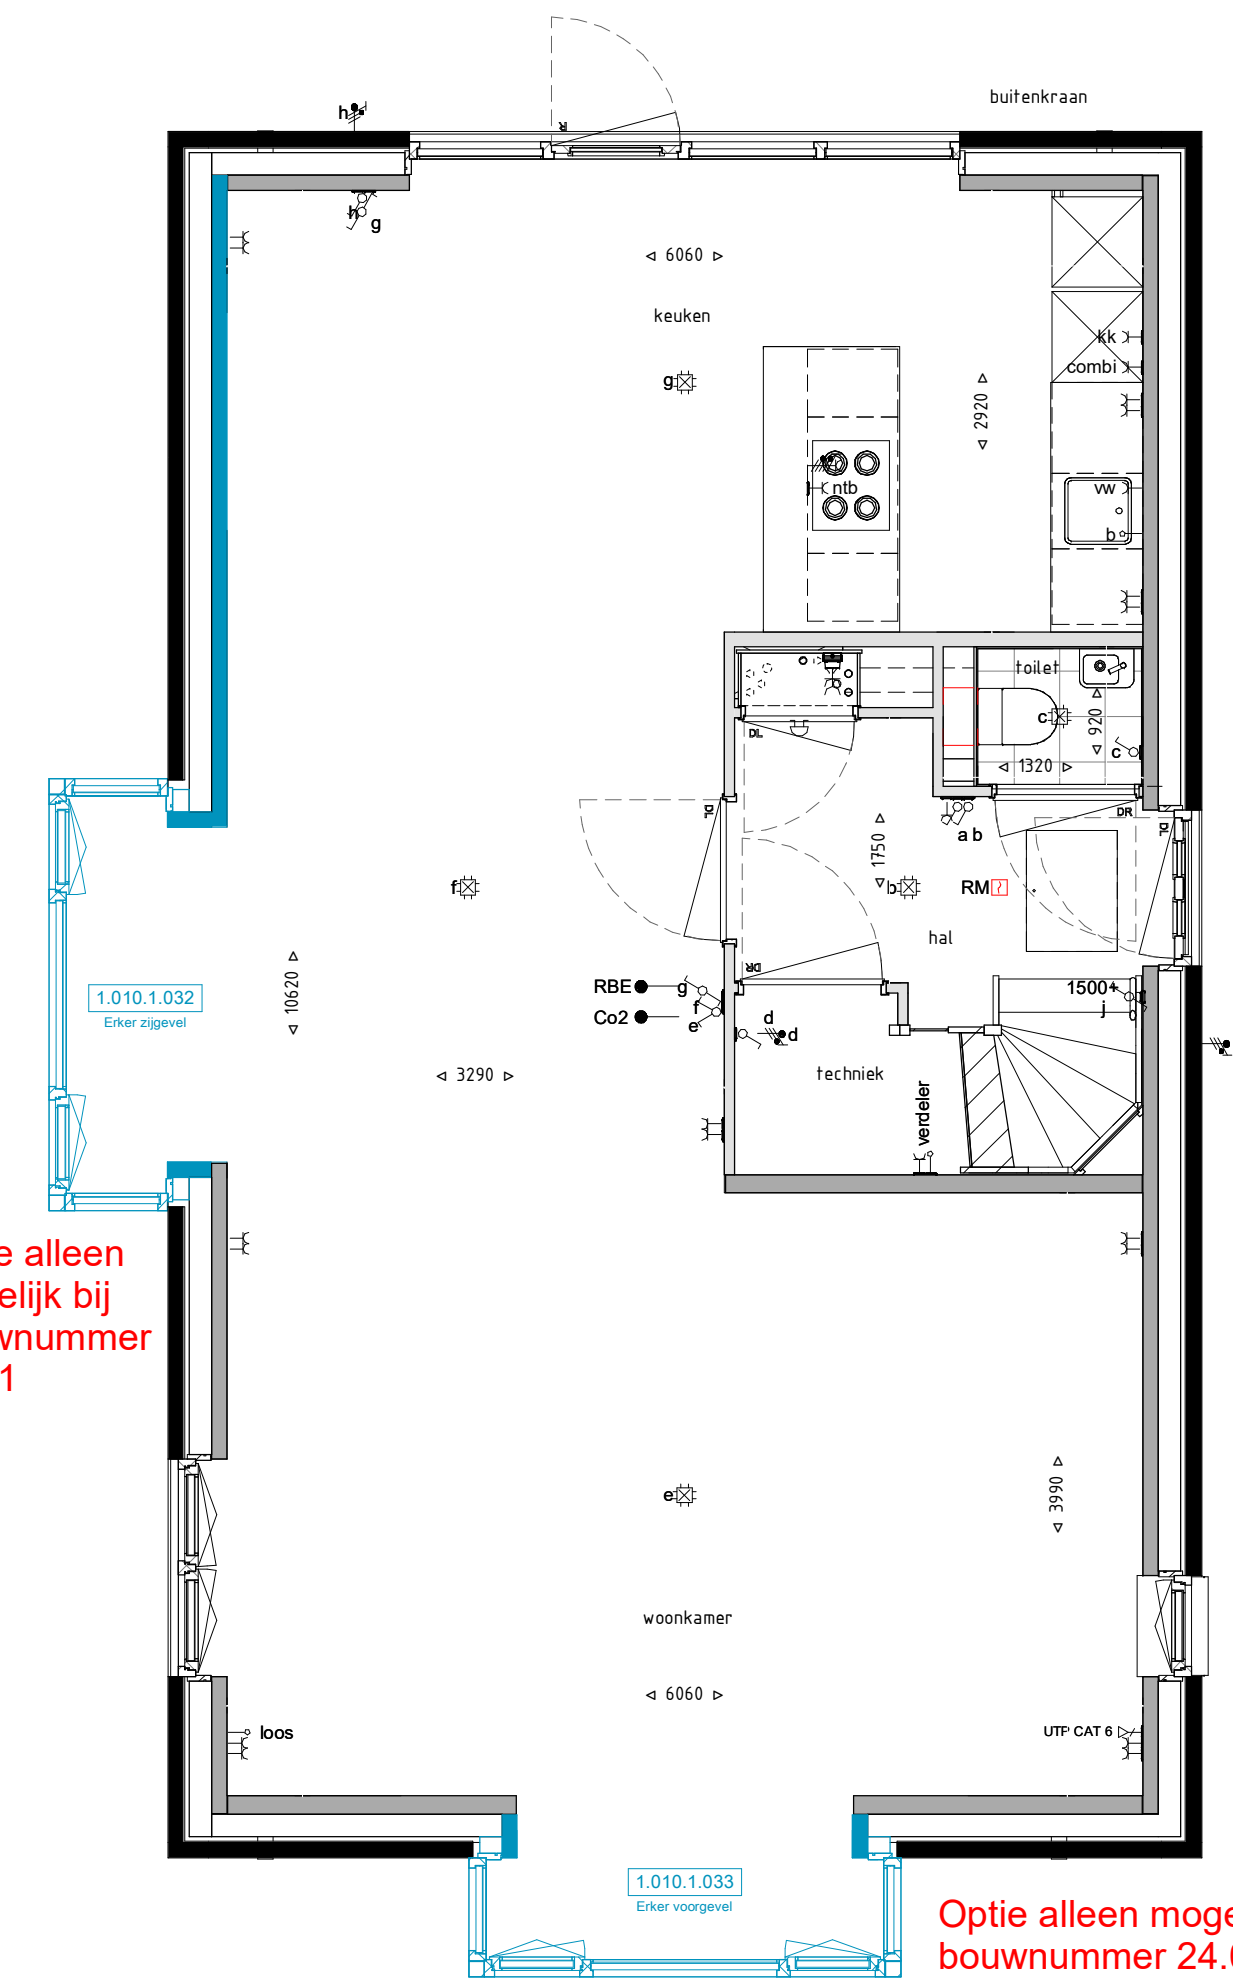 buitenkraan
h
R
h
g
6060
keuken
g
kk
combi
2920
ntb
vw
b
toilet
c
920
c
1320
DL
DL
a b
DR
DL
1750
f
b
RM
hal
DR
1.010.1.032
Erker zijgevel
10620
RBE
g
f
Co2
e
d
d
1500+
j
3290
techniek
verdeler
e alleen
elijk bij
wnummer
1
e
3990
woonkamer
6060
loos
UTP CAT 6
1.010.1.033
Erker voorgevel
Optie alleen moge
bouwnummer 24.